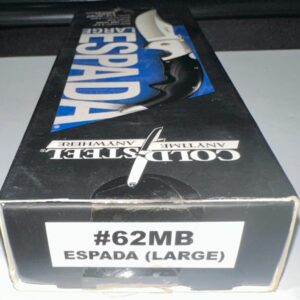 LARGE
ESPADA
COLD STEEL
ANYTIME
ANYWHERE
#62MB
ESPADA (LARGE)